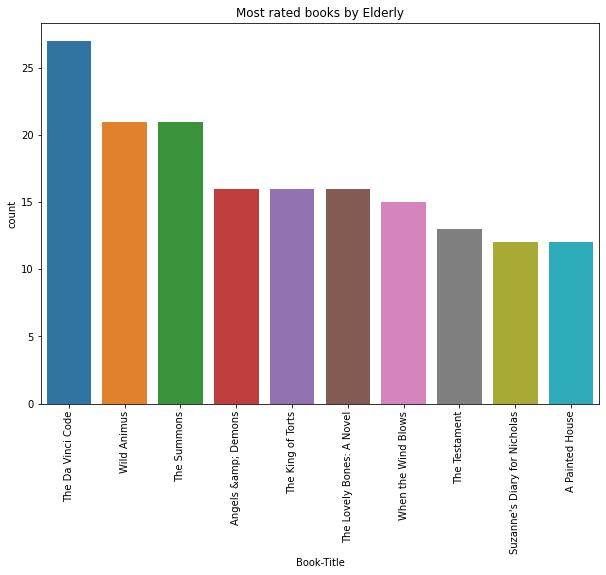 Most rated books by Elderly
count
25
20
15
10
5
0
The Da Vinci Code
Wild Animus
The Summons
Angels &amp; Demons
The King of Torts
The Lovely Bones: A Novel
When the Wind Blows
The Testament
Suzanne's Diary for Nicholas
A Painted House
Book-Title